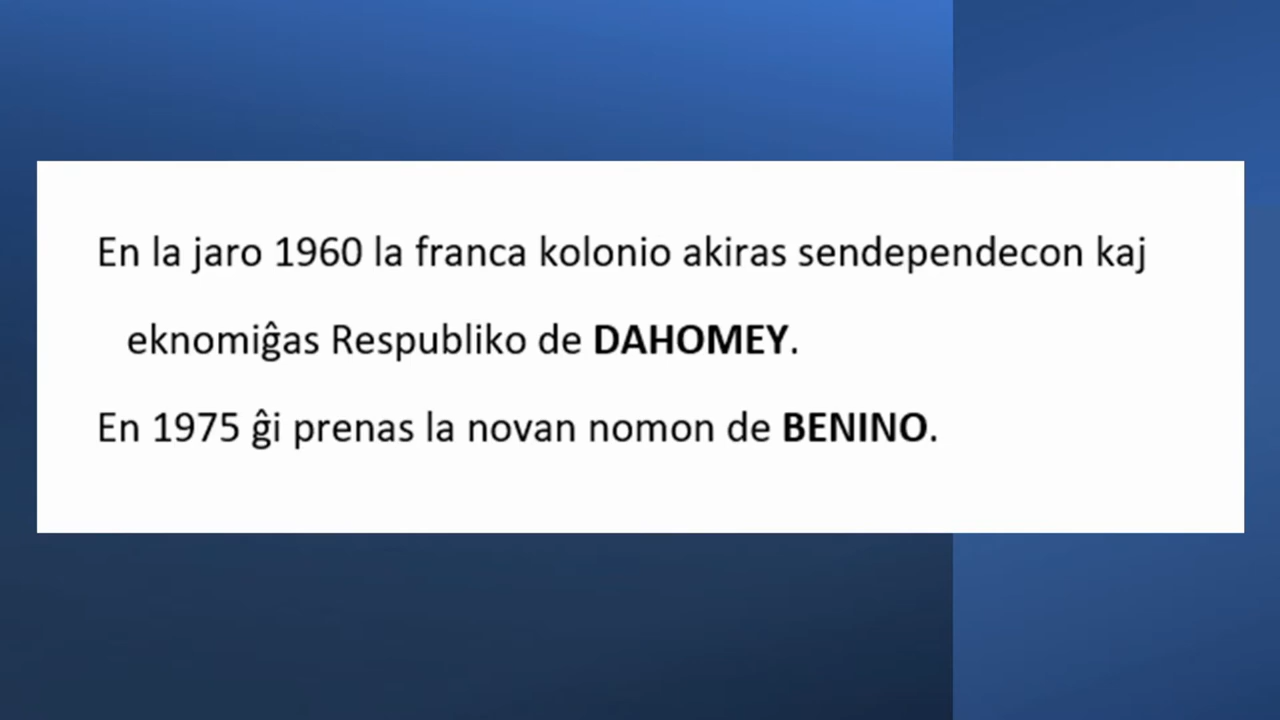 En la jaro 1960 la franca kolonio akiras sendependecon kaj
eknomiĝas Respubliko de DAHOMEY.
En 1975 ĝi prenas la novan nomon de BENINO.